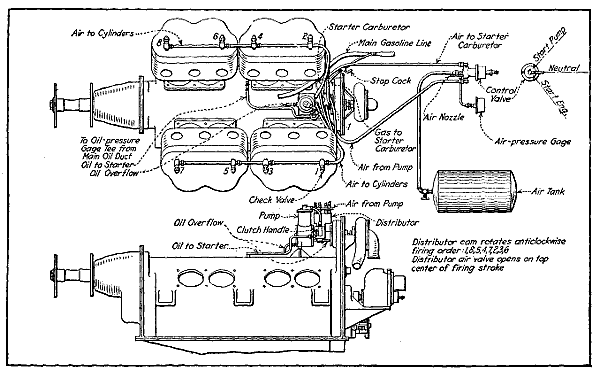 Air to Cylinders
8
6
4
2
Starter Carburetor
Main Gasoline Line
Air to Starter
Carburetor
Start Pump
Neutral
Start Eng.
Stop Cock
Control
Valve
Air Nozzle
Air-pressure Gage
Gas to
Starter
Carburetor
To Oil-pressure
Gage Tee from
Main Oil Duct
Oil to Starter
Oil Overflow
7
5
3
1
Air from Pump
Air to Cylinders
Air Tank
Check Valve
Air from Pump
Oil Overflow
Pump
Clutch Handle
Distributor
Oil to Starter
Distributor cam rotates anticlockwise
firing order 1,8,5,4,7,2,3,6
Distributor air valve opens on top
center of firing stroke